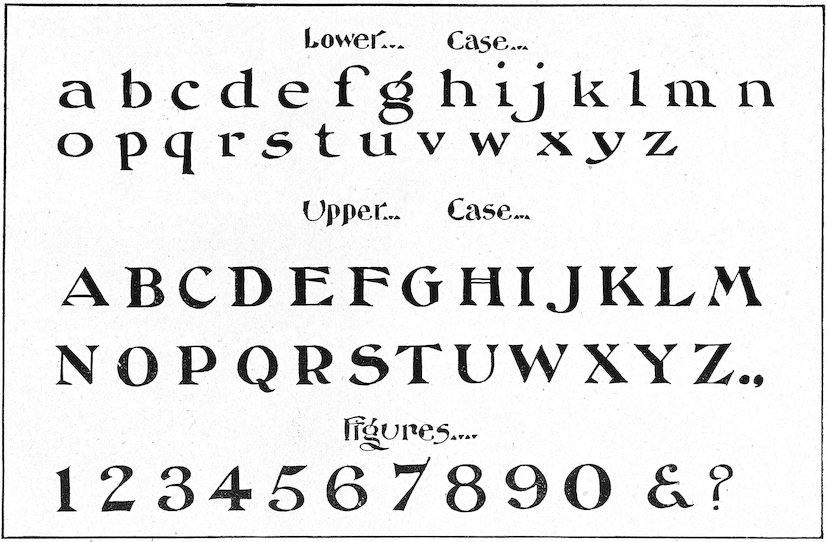 Lower... Case...
a b c d e f g h i j k l m n
o p q r s t u v w x y z
Upper... Case...
A B C D E F G H I J K L M
N O P Q R S T U V W X Y Z . ,
Figures....
1 2 3 4 5 6 7 8 9 0 & ?